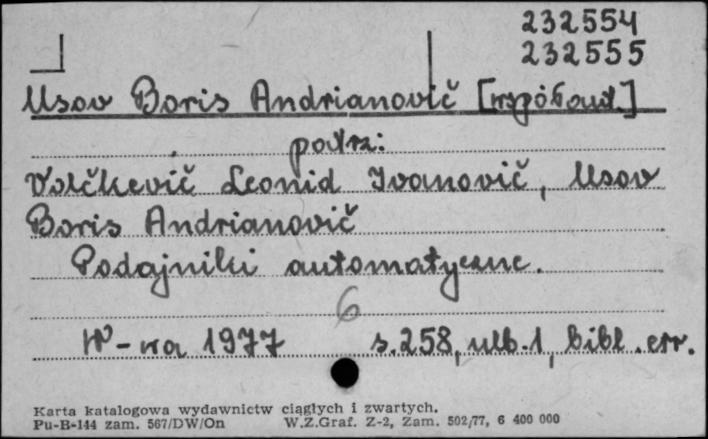 232554
232555
Usov Boris Andrianovič [współaut.]
patrz:
Volčkevič Leonid Ivanovič, Usov
Boris Andrianovič
Podajniki automatyczne.
6
W-wa 1977 s. 258, nlb. 1, bibl. err.
Karta katalogowa wydawnictw ciągłych i zwartych.
Pu-B-144 zam. 567/DW/On W.Z.Graf. Z-2, Zam. 502/77, 6 400 000